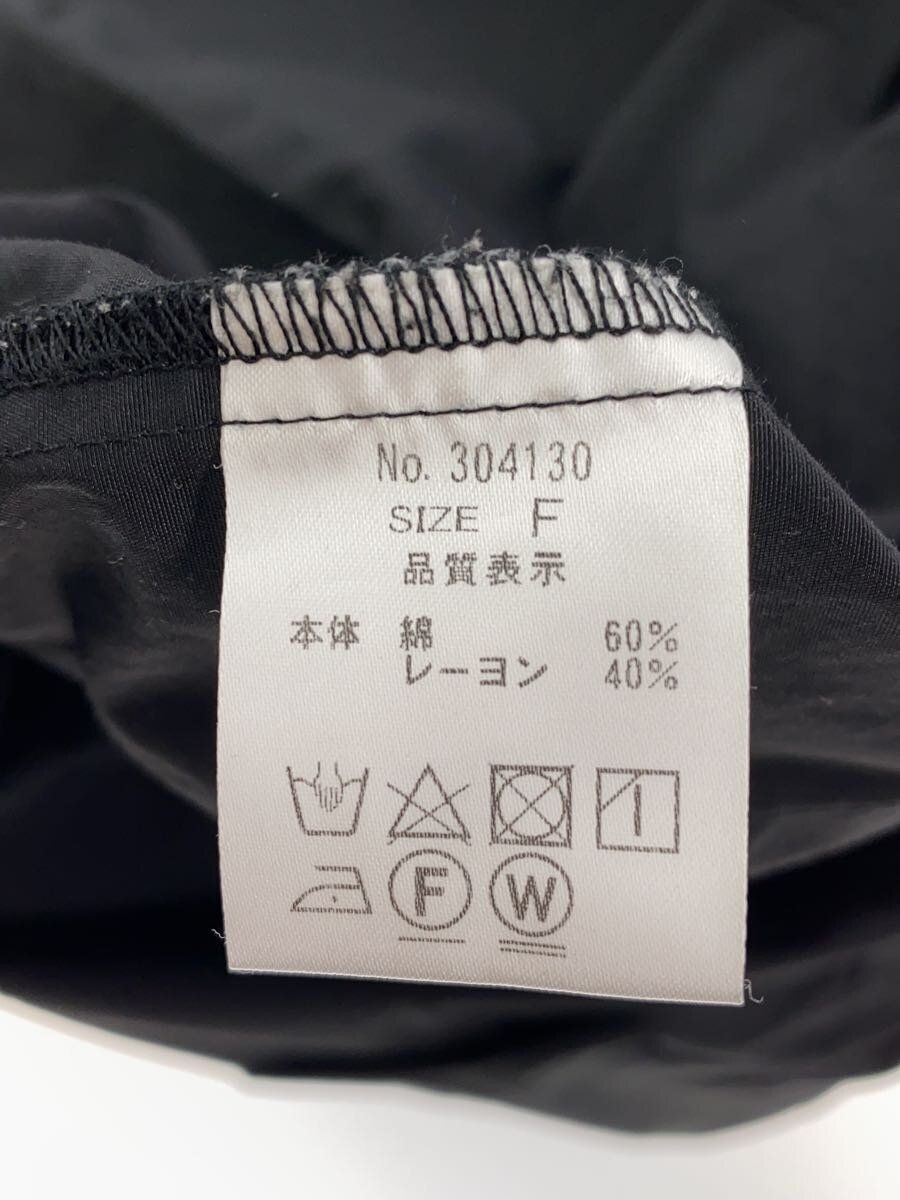 No. 304130
SIZE F
品質表示
本体 綿 60%
レーヨン 40%
F W